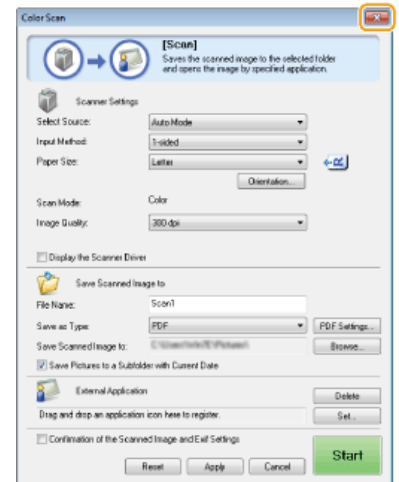 Color Scan
[Scan]
Saves the scanned image to the selected folder
and opens the image by specified application.
Scanner Settings
Select Source: Auto Mode
Input Method: 1-sided
Paper Size: Letter
Orientation...
Scan Mode: Color
Image Quality: 300 dpi
Display the Scanner Driver
Save Scanned Image to
File Name: Scan1
Save as Type: PDF PDF Settings...
Save Scanned Image to: Browse...
Save Pictures to a Subfolder with Current Date
External Application
Delete
Drag and drop an application icon here to register. Set...
Confirmation of the Scanned Image and Exif Settings
Start
Reset Apply Cancel